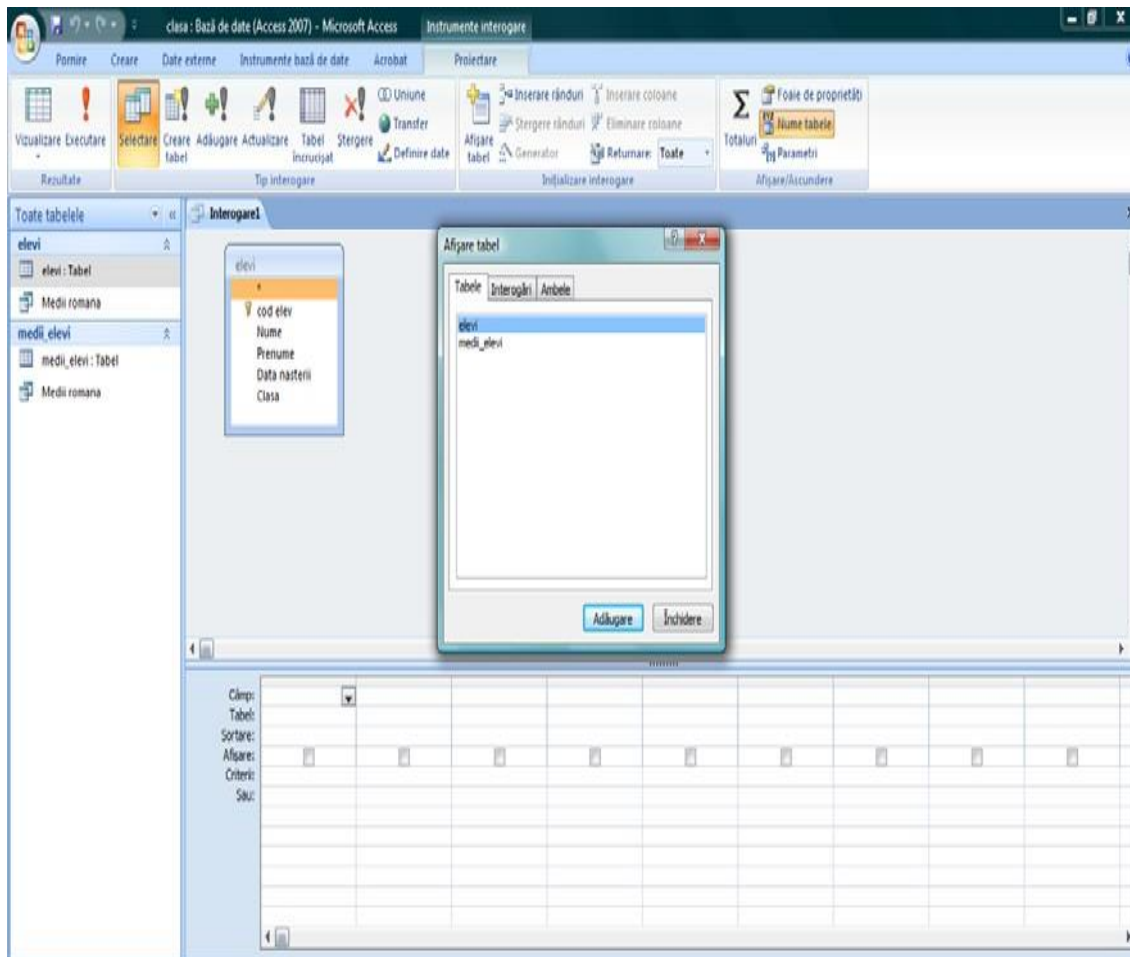 clasa : Bază de date (Access 2007) - Microsoft Access Instrumente interogare
Pornire Creare Date externe Instrumente bază de date Acrobat Proiectare
Vizualizare Executare Selectare Creare tabel Adăugare Actualizare Tabel încrucișat Ștergere
Uniune
Transfer
Definire date
Afișare tabel
Inserare rânduri
Ștergere rânduri
Generator
Inserare coloane
Eliminare coloane
Returnare: Toate
Totaluri
Foaie de proprietăți
Nume tabele
Parametri
Rezultate Tip interogare Inițializare interogare Afișare/Ascundere
Toate tabelele
elevi
elevi : Tabel
Medii romana
medii_elevi
medii_elevi : Tabel
Medii romana
Interogare1
elevi
*
cod elev
Nume
Prenume
Data nasterii
Clasa
Afișare tabel
Tabele Interogări Ambele
elevi
medii_elevi
Adăugare Închidere
Câmp:
Tabel:
Sortare:
Afișare:
Criterii:
Sau: